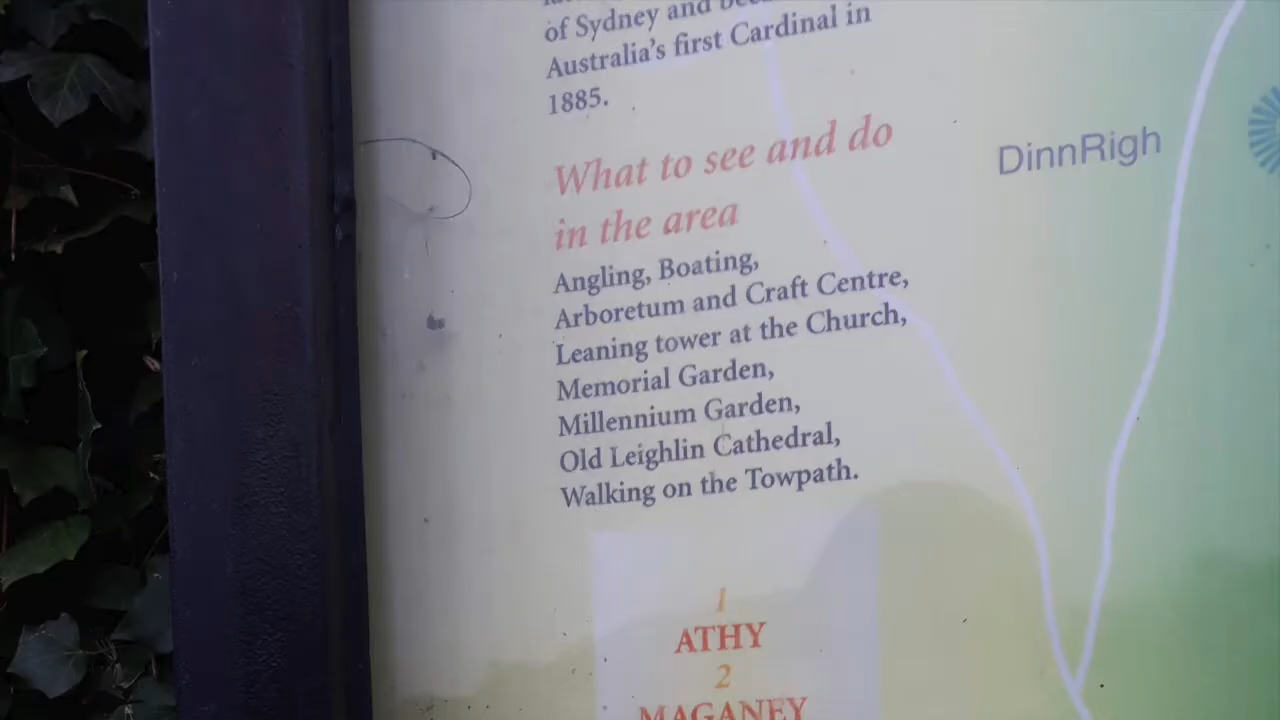 of Sydney and
Australia's first Cardinal in
1885.
What to see and do
in the area
Angling, Boating,
Arboretum and Craft Centre,
Leaning tower at the Church,
Memorial Garden,
Millennium Garden,
Old Leighlin Cathedral,
Walking on the Towpath.
DinnRigh
1
ATHY
2
MAGANEY